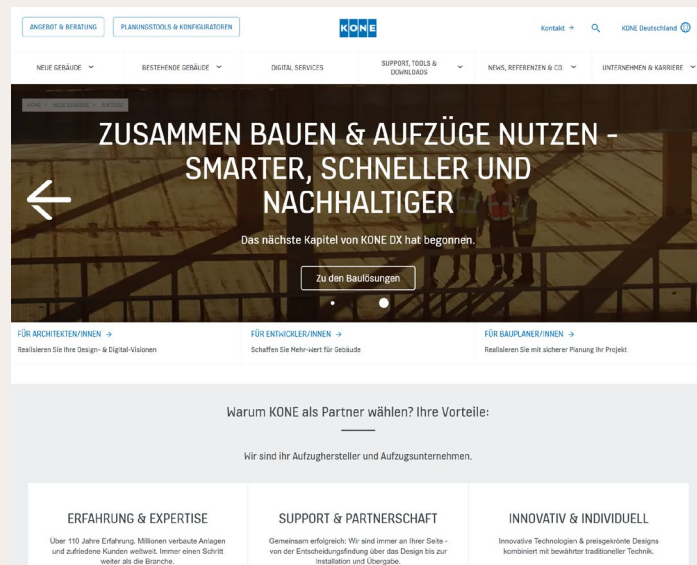 ANGEBOT & BERATUNG
PLANUNGSTOOLS & KONFIGURATOREN
KONE
Kontakt →
KONE Deutschland
NEUE GEBÄUDE
BESTEHENDE GEBÄUDE
DIGITAL SERVICES
SUPPORT, TOOLS &
DOWNLOADS
NEWS, REFERENZEN & CO.
UNTERNEHMEN & KARRIERE
KONE > NEUE GEBÄUDE > AUFZÜGE
ZUSAMMEN BAUEN & AUFZÜGE NUTZEN -
SMARTER, SCHNELLER UND
NACHHALTIGER
Das nächste Kapitel von KONE DX hat begonnen.
Zu den Baulösungen
FÜR ARCHITEKTEN/INNEN →
Realisieren Sie Ihre Design- & Digital-Visionen
FÜR ENTWICKLER/INNEN →
Schaffen Sie Mehr-Wert für Gebäude
FÜR BAUPLANER/INNEN →
Realisieren Sie mit sicherer Planung Ihr Projekt
Warum KONE als Partner wählen? Ihre Vorteile:
Wir sind ihr Aufzughersteller und Aufzugsunternehmen.
ERFAHRUNG & EXPERTISE
Über 110 Jahre Erfahrung. Millionen verbaute Anlagen
und zufriedene Kunden weltweit. Immer einen Schritt
weiter als die Branche.
SUPPORT & PARTNERSCHAFT
Gemeinsam erfolgreich: Wir sind immer an Ihrer Seite -
von der Entscheidungsfindung über das Design bis zur
Installation und Übergabe.
INNOVATIV & INDIVIDUELL
Innovative Technologien & preisgekrönte Designs
kombiniert mit bewährter traditioneller Technik.